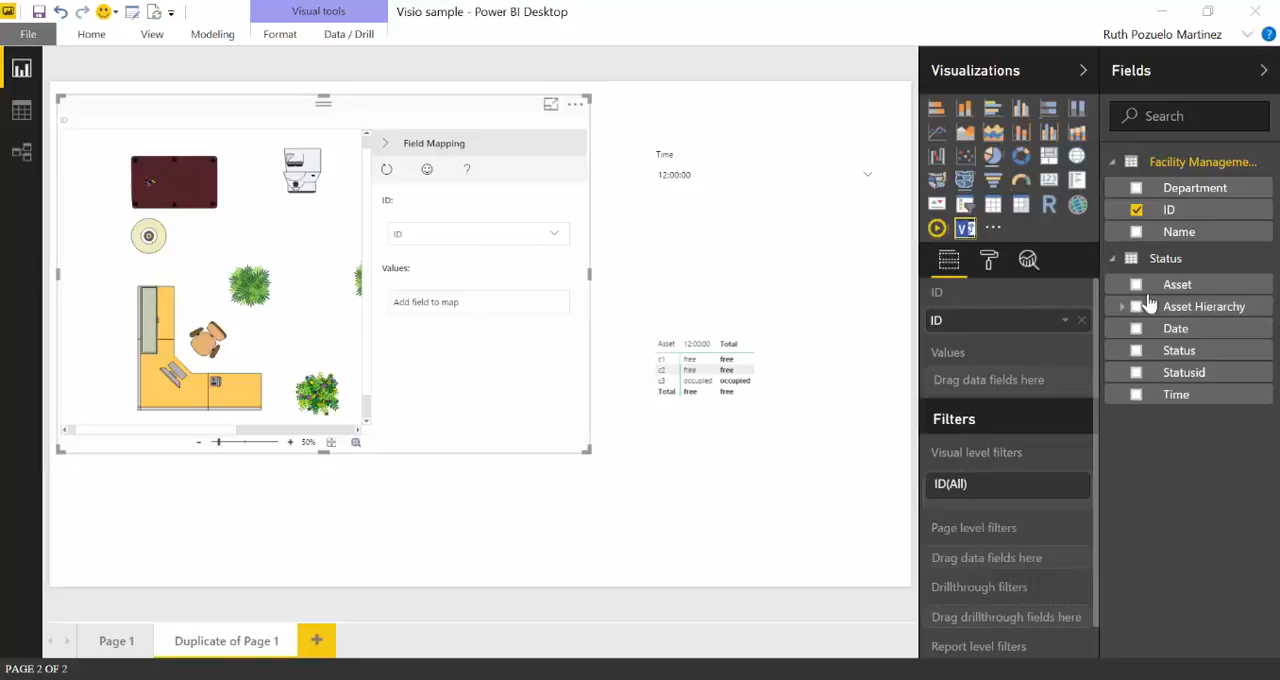 Visual tools
Visio sample - Power BI Desktop
File
Home
View
Modeling
Format
Data / Drill
Ruth Pozuelo Martinez
?
ID
Field Mapping
?
ID:
ID
Values:
Add field to map
- + 50%
Time
12:00:00
Asset 12:00:00 Total
c1 free free
c2 free free
c3 occupied occupied
Total free free
Visualizations
R
V
...
ID
ID
Values
Drag data fields here
Filters
Visual level filters
ID(All)
Page level filters
Drag data fields here
Drillthrough filters
Drag drillthrough fields here
Report level filters
Fields
Search
Facility Manageme...
Department
ID
Name
Status
Asset
Asset Hierarchy
Date
Status
Statusid
Time
Page 1
Duplicate of Page 1
+
PAGE 2 OF 2